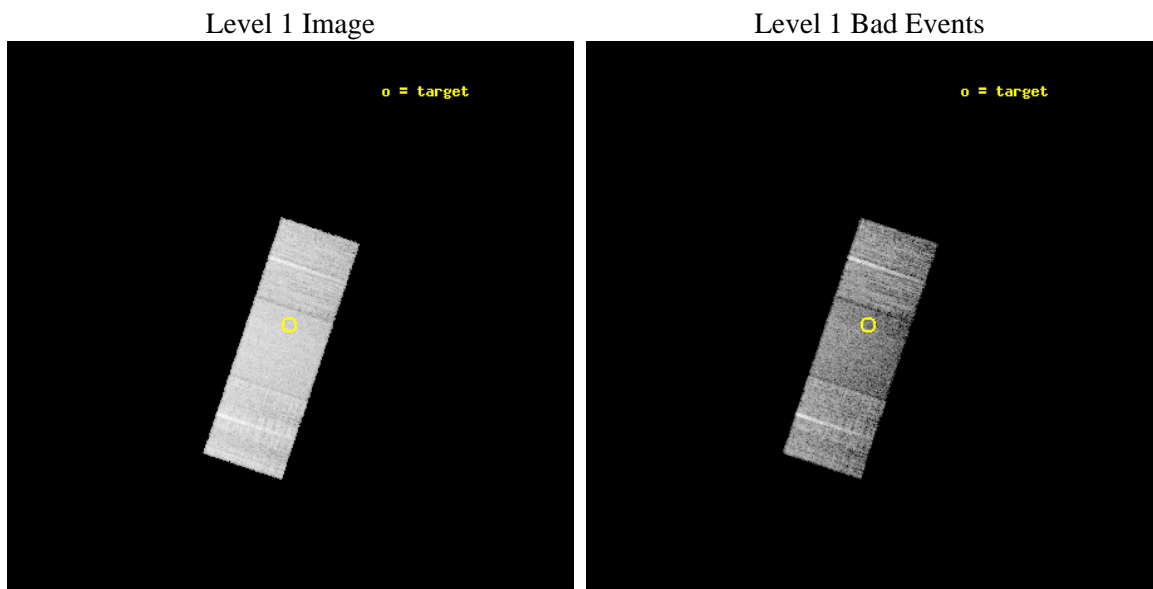 Level 1 Image
Level 1 Bad Events
o = target
o = target